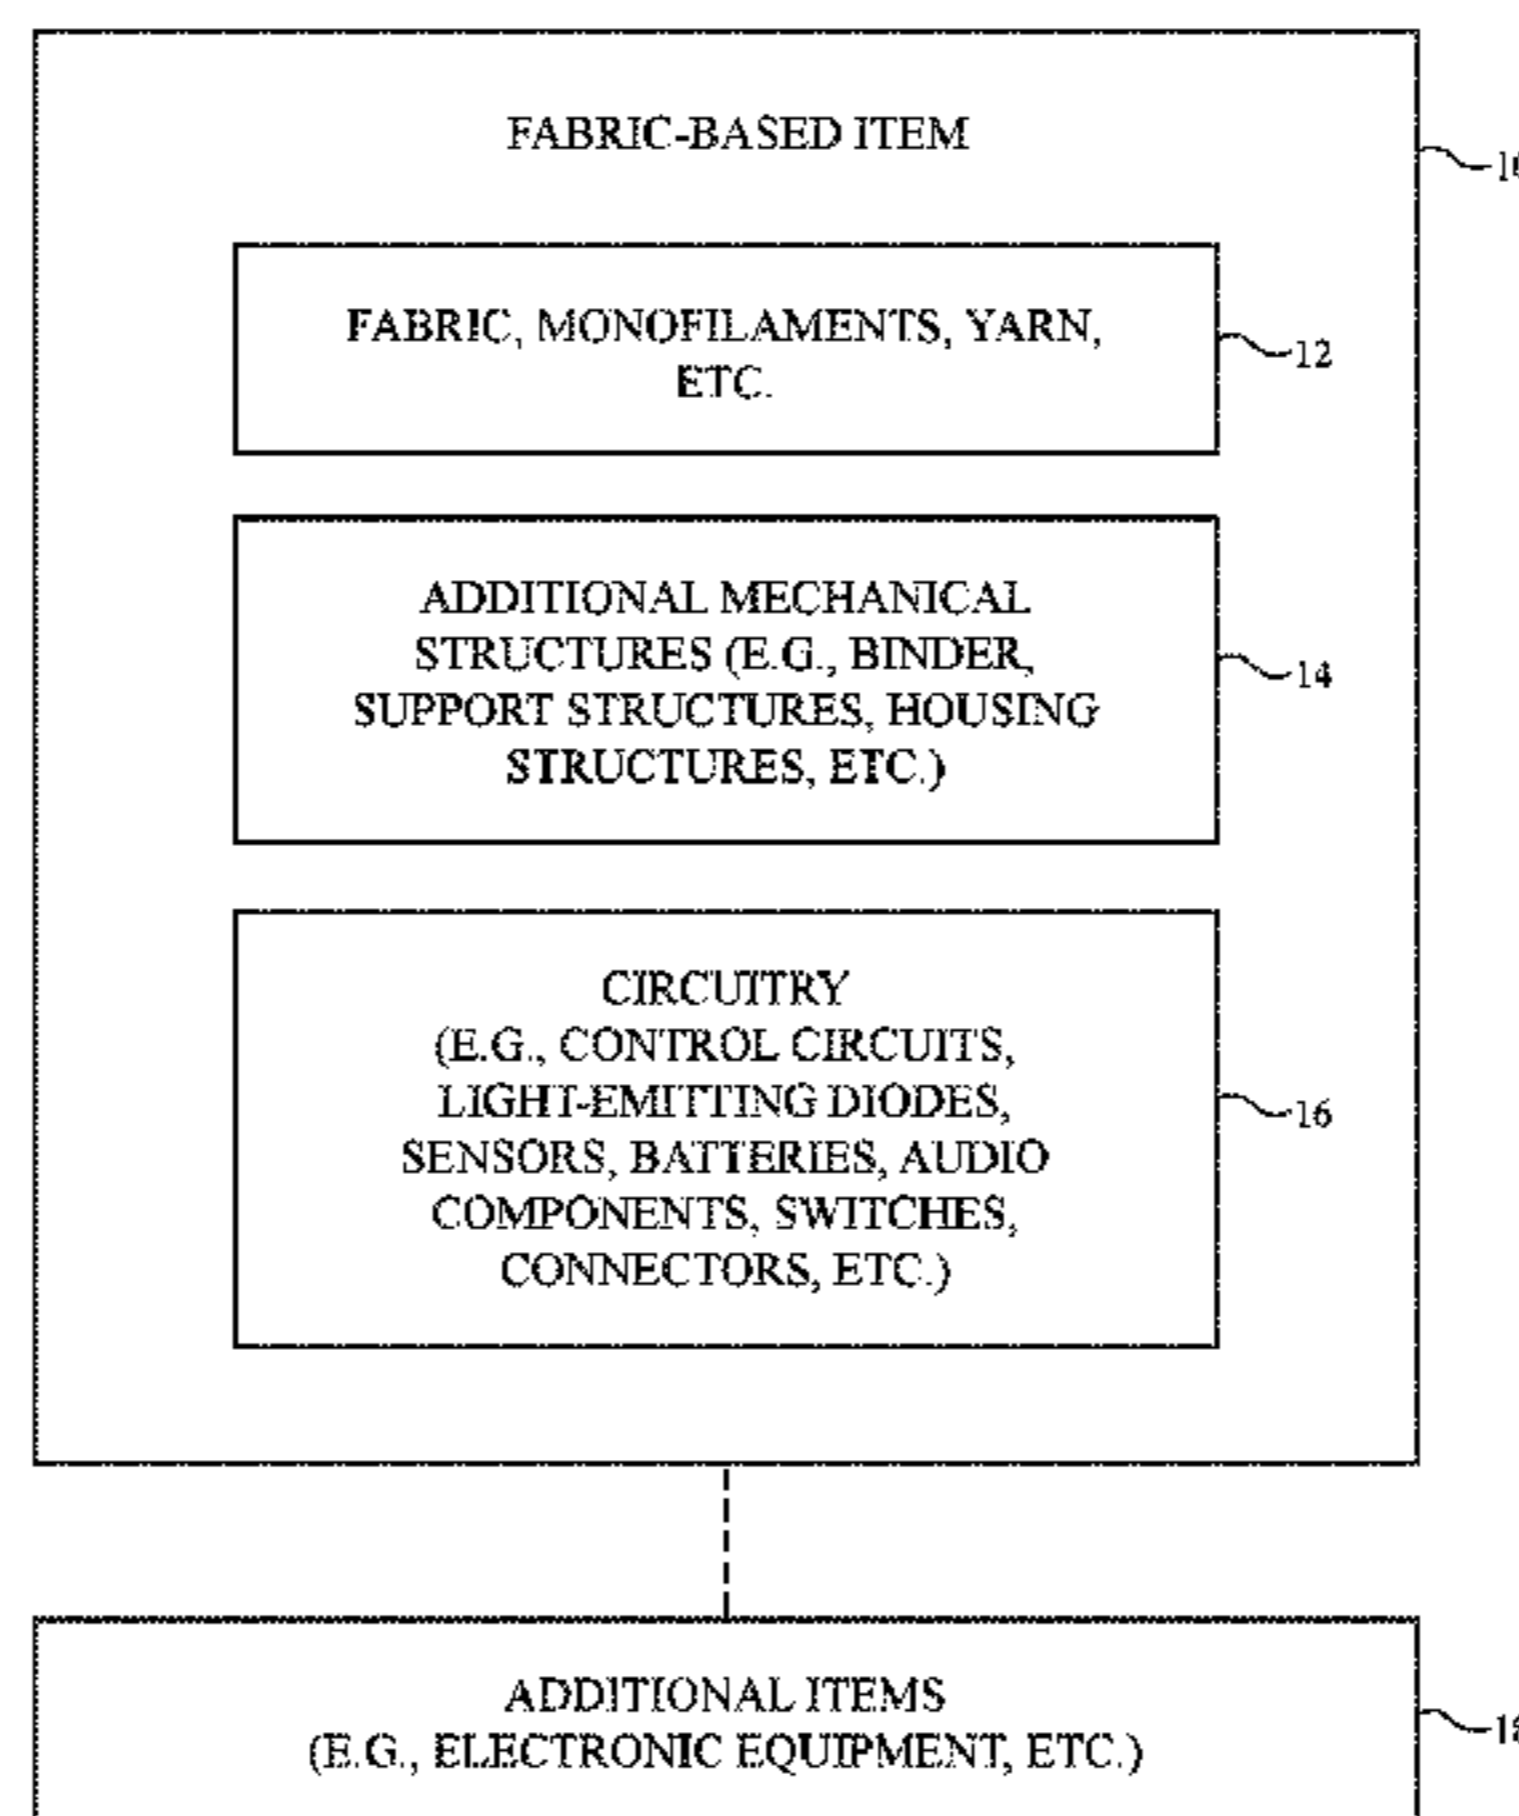 FABRIC-BASED ITEM
FABRIC, MONOFILAMENTS, YARN,
ETC.
12
ADDITIONAL MECHANICAL
STRUCTURES (E.G., BINDER,
SUPPORT STRUCTURES, HOUSING
STRUCTURES, ETC.)
14
CIRCUITRY
(E.G., CONTROL CIRCUITS,
LIGHT-EMITTING DIODES,
SENSORS, BATTERIES, AUDIO
COMPONENTS, SWITCHES,
CONNECTORS, ETC.)
16
ADDITIONAL ITEMS
(E.G., ELECTRONIC EQUIPMENT, ETC.)